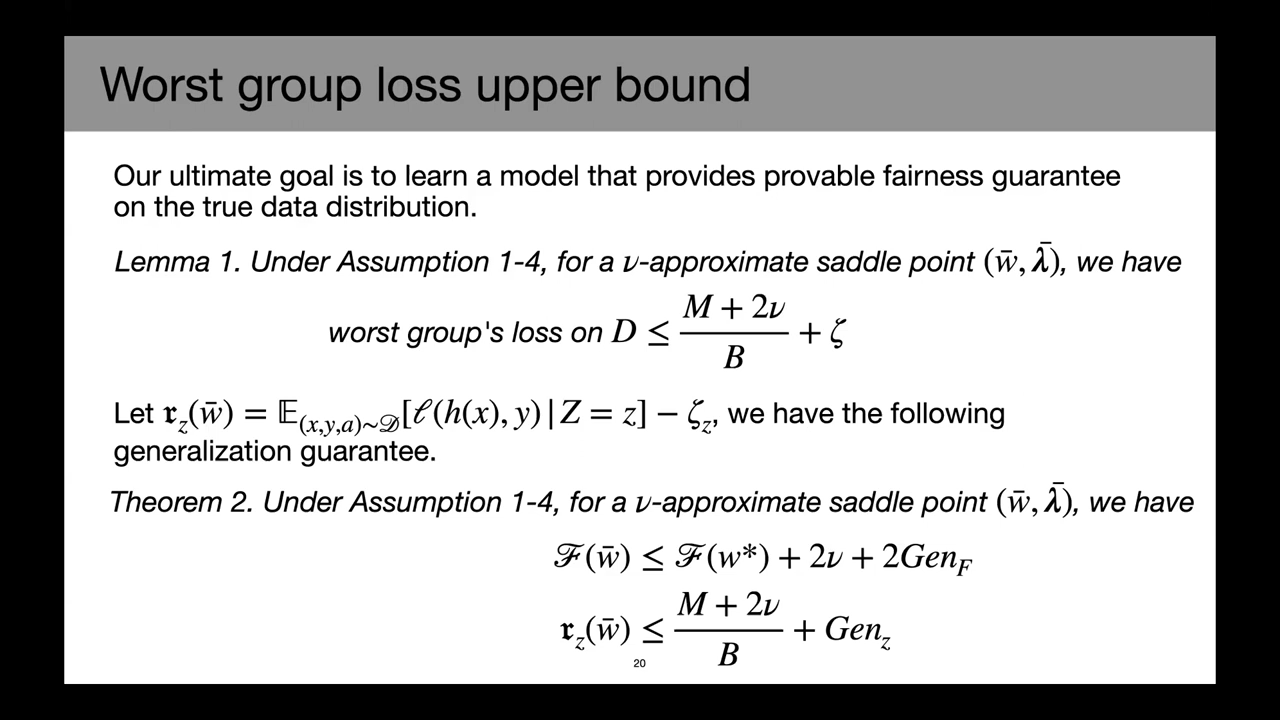 Worst group loss upper bound
Our ultimate goal is to learn a model that provides provable fairness guarantee
on the true data distribution.
Lemma 1. Under Assumption 1-4, for a ν-approximate saddle point (w̄, λ̄), we have
worst group's loss on D ≤ (M + 2ν)/B + ζ
Let 𝔯_z(w̄) = 𝔼_{(x,y,a)∼𝒟}[ℓ(h(x), y) | Z = z] − ζ_z, we have the following
generalization guarantee.
Theorem 2. Under Assumption 1-4, for a ν-approximate saddle point (w̄, λ̄), we have
ℱ(w̄) ≤ ℱ(w*) + 2ν + 2Gen_F
𝔯_z(w̄) ≤ (M + 2ν)/B + Gen_z
20